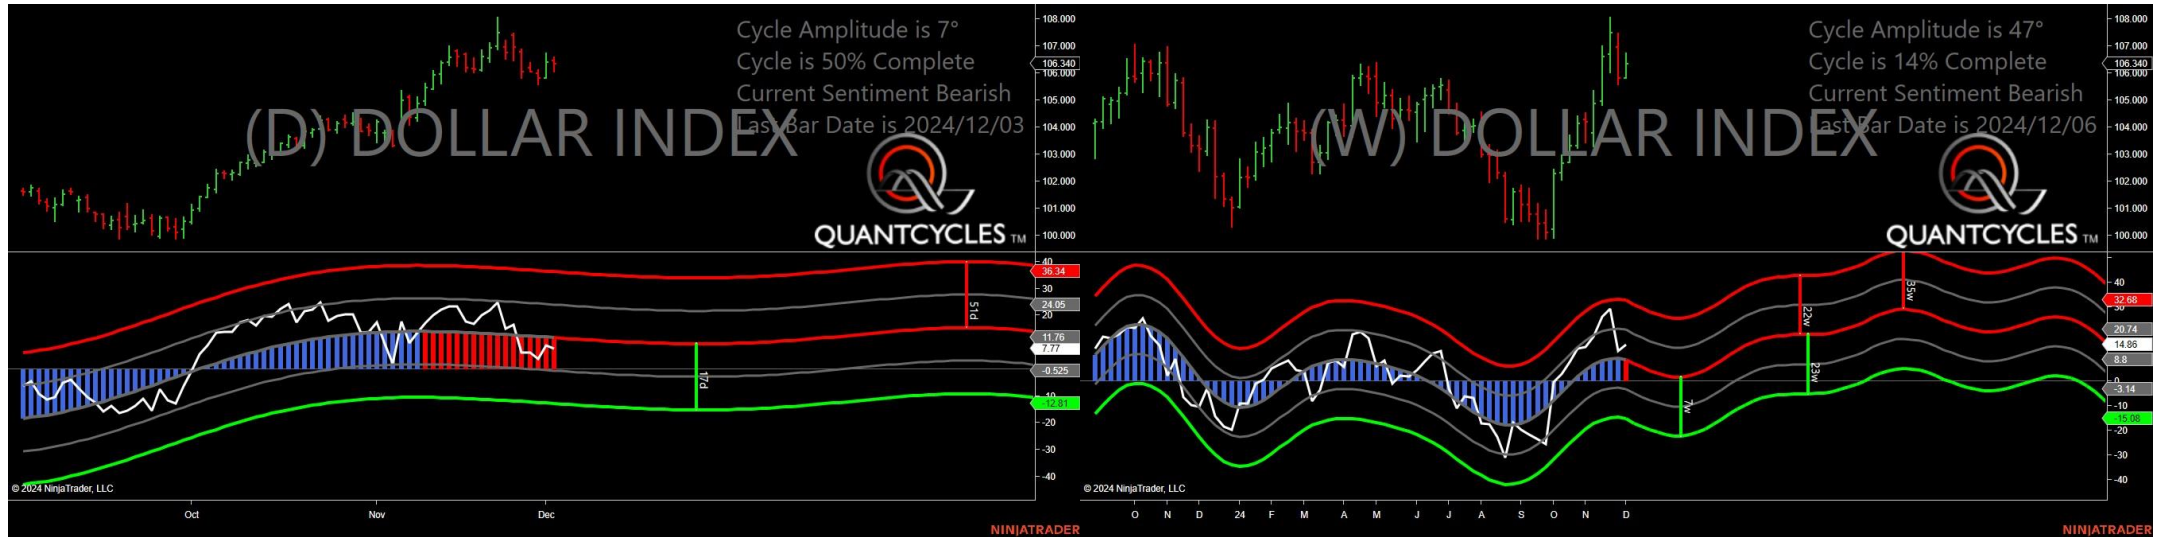 Cycle Amplitude is 7°
Cycle is 50% Complete
Current Sentiment Bearish
Last Bar Date is 2024/12/03
(D) DOLLAR INDEX
QUANTCYCLES TM
108.000
107.000
106.340
106.000
105.000
104.000
103.000
102.000
101.000
100.000
40
36.34
30
24.05
20
11.76
7.77
-0.525
-10
-12.81
-20
-30
-40
51d
17d
© 2024 NinjaTrader, LLC
Oct Nov Dec
NINJATRADER
Cycle Amplitude is 47°
Cycle is 14% Complete
Current Sentiment Bearish
Last Bar Date is 2024/12/06
(W) DOLLAR INDEX
QUANTCYCLES TM
108.000
107.000
106.340
106.000
105.000
104.000
103.000
102.000
101.000
100.000
40
32.68
30
20.74
14.86
8.8
0
-3.14
-10
-15.08
-20
-30
-40
22w
35w
23w
7w
© 2024 NinjaTrader, LLC
O N D 24 F M A M J J A S O N D
NINJATRADER